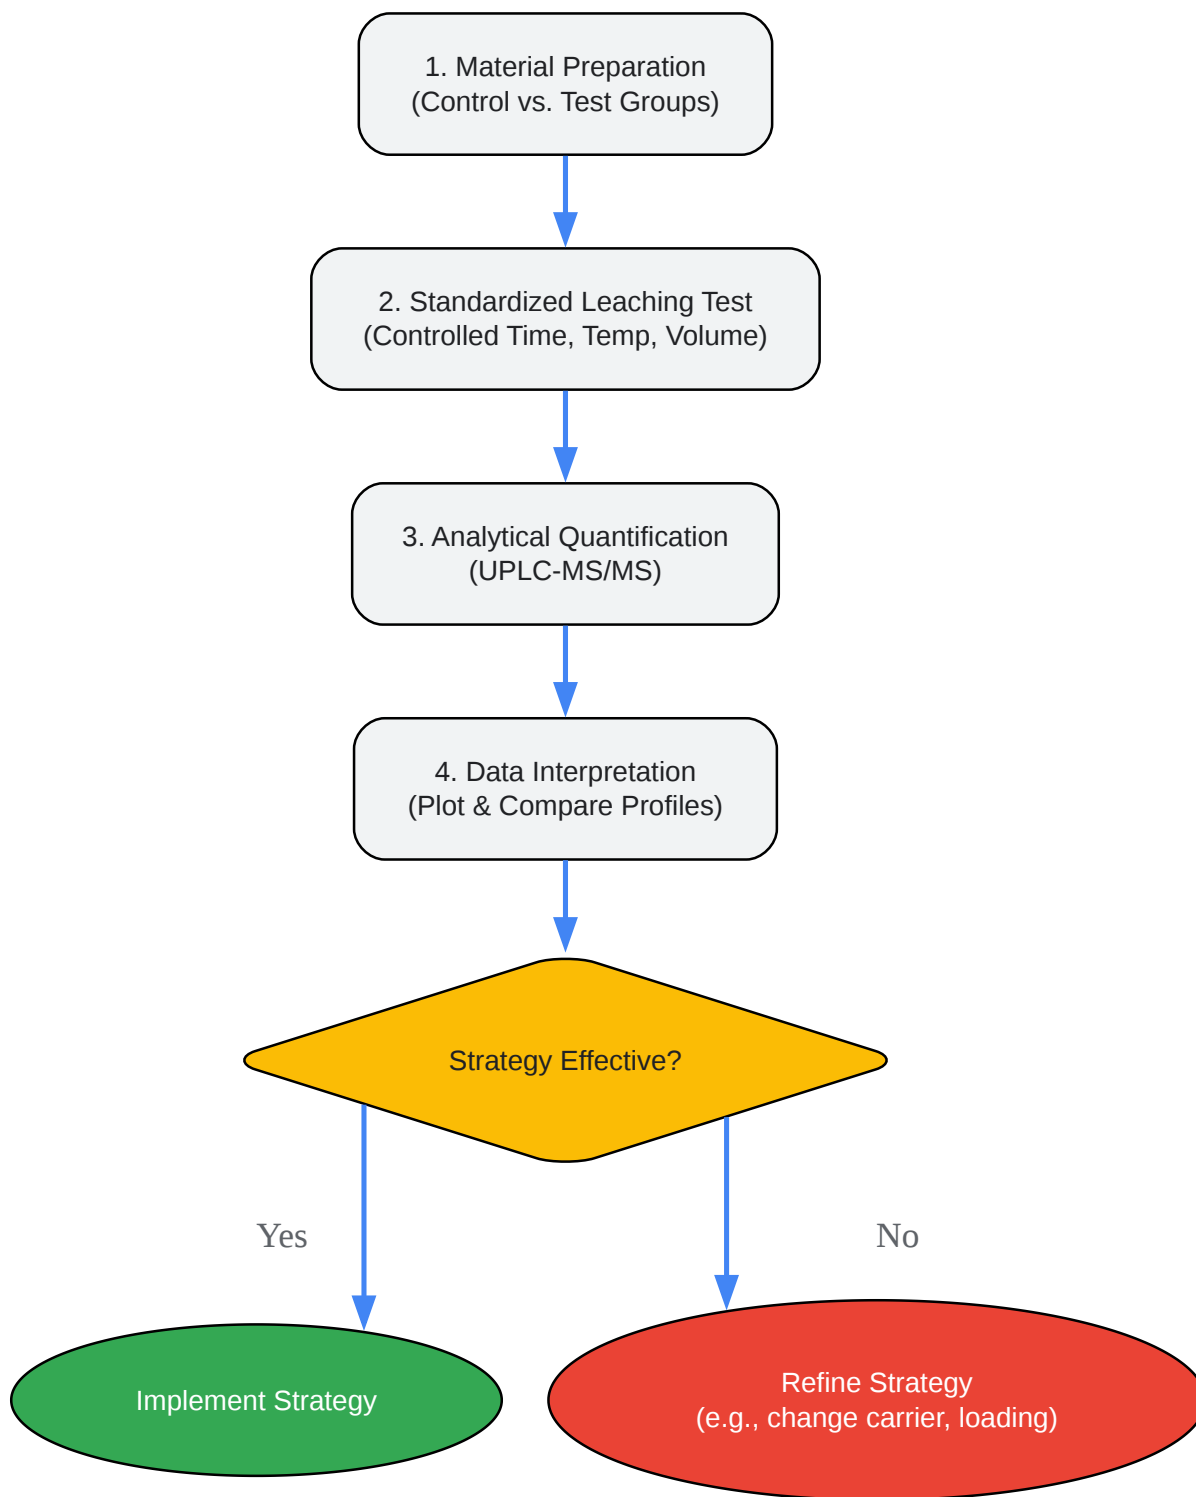 1. Material Preparation
(Control vs. Test Groups)
2. Standardized Leaching Test
(Controlled Time, Temp, Volume)
3. Analytical Quantification
(UPLC-MS/MS)
4. Data Interpretation
(Plot & Compare Profiles)
Strategy Effective?
Yes
No
Implement Strategy
Refine Strategy
(e.g., change carrier, loading)